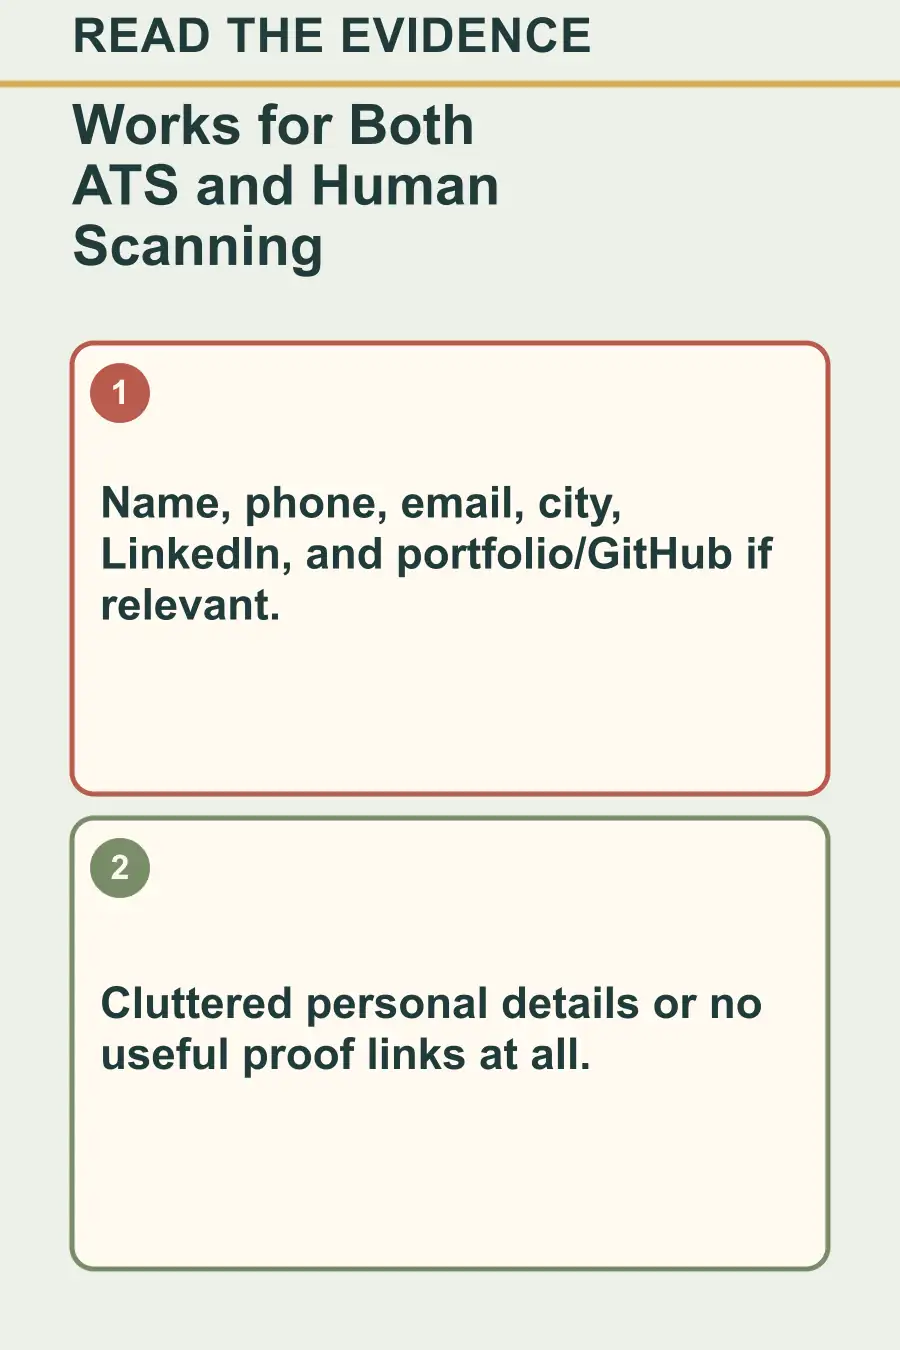 READ THE EVIDENCE
Works for Both
ATS and Human
Scanning
1
Name, phone, email, city,
LinkedIn, and portfolio/GitHub if
relevant.
2
Cluttered personal details or no
useful proof links at all.